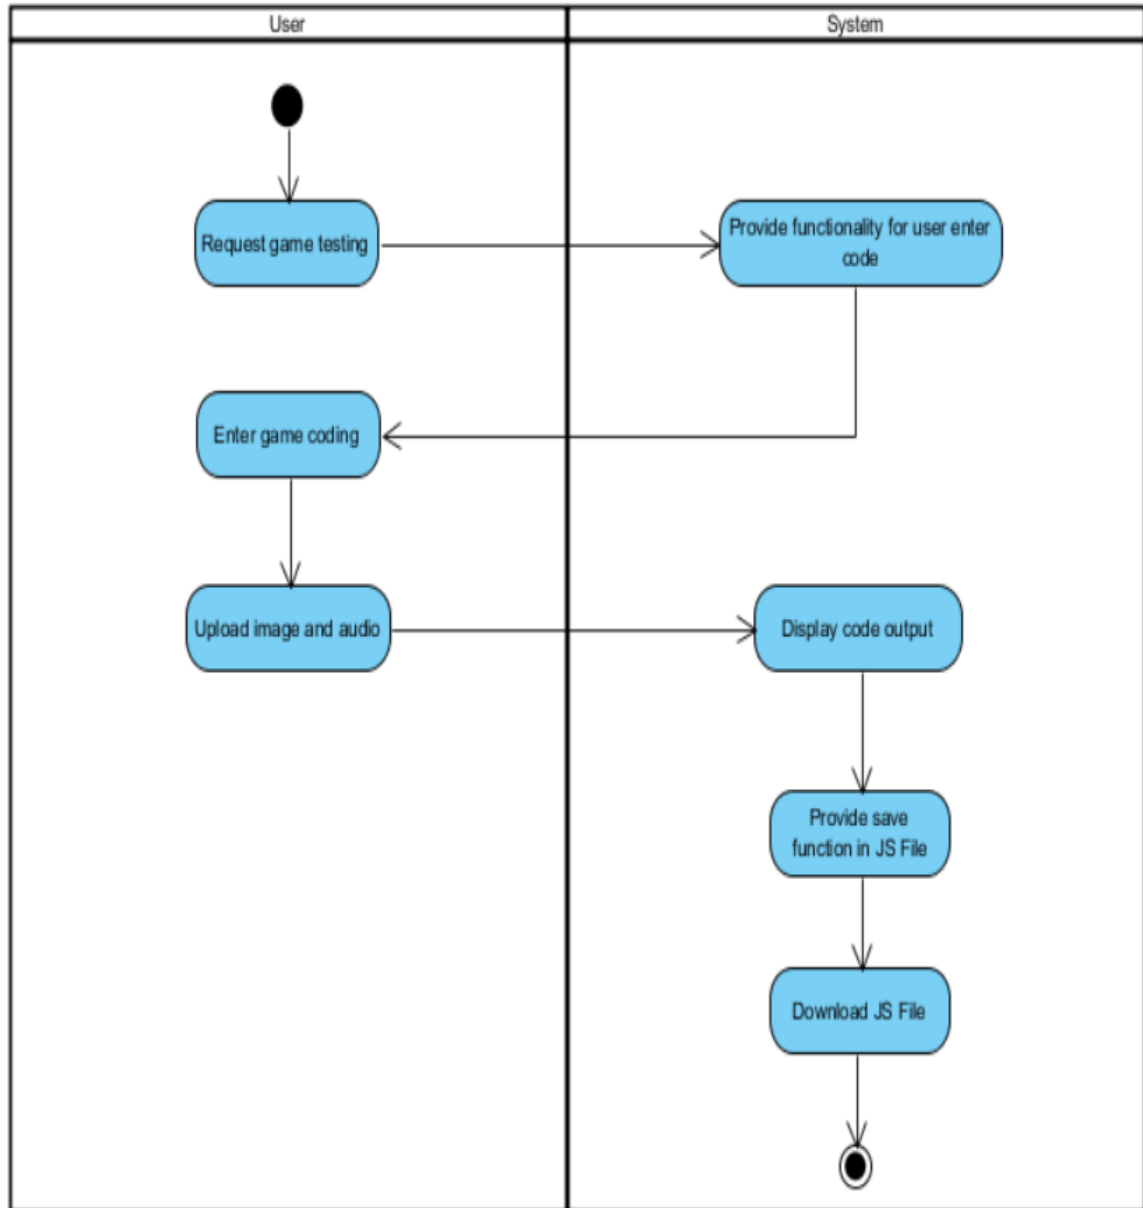 User
System
Request game testing
Provide functionality for user enter
code
Enter game coding
Upload image and audio
Display code output
Provide save
function in JS File
Download JS File